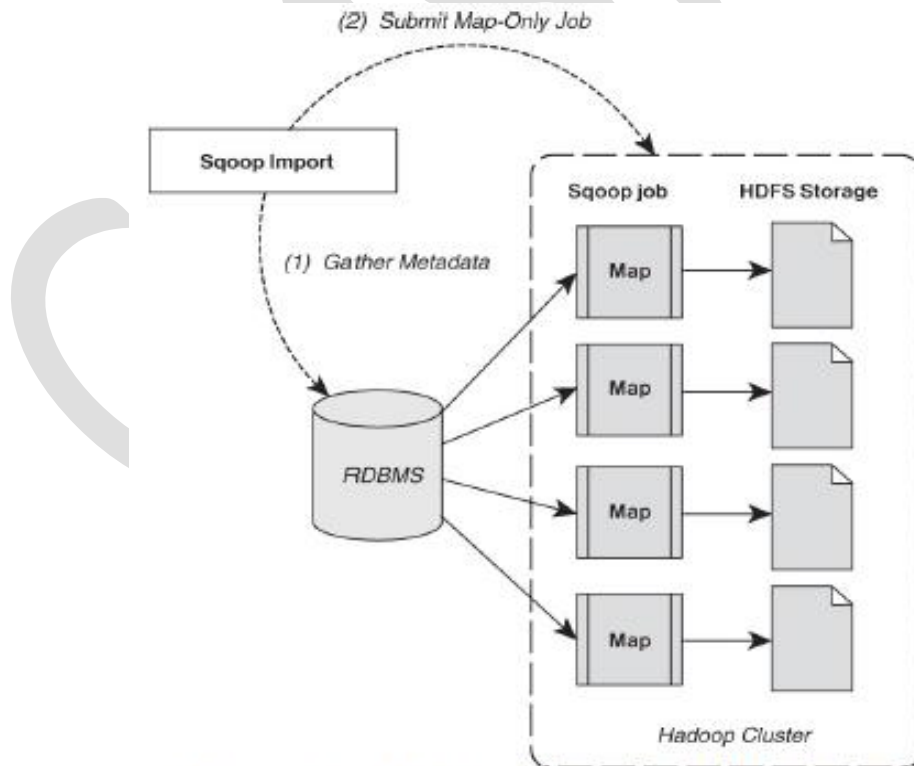 (2) Submit Map-Only Job
Sqoop Import
(1) Gather Metadata
Sqoop job
HDFS Storage
Map
Map
Map
Map
RDBMS
Hadoop Cluster